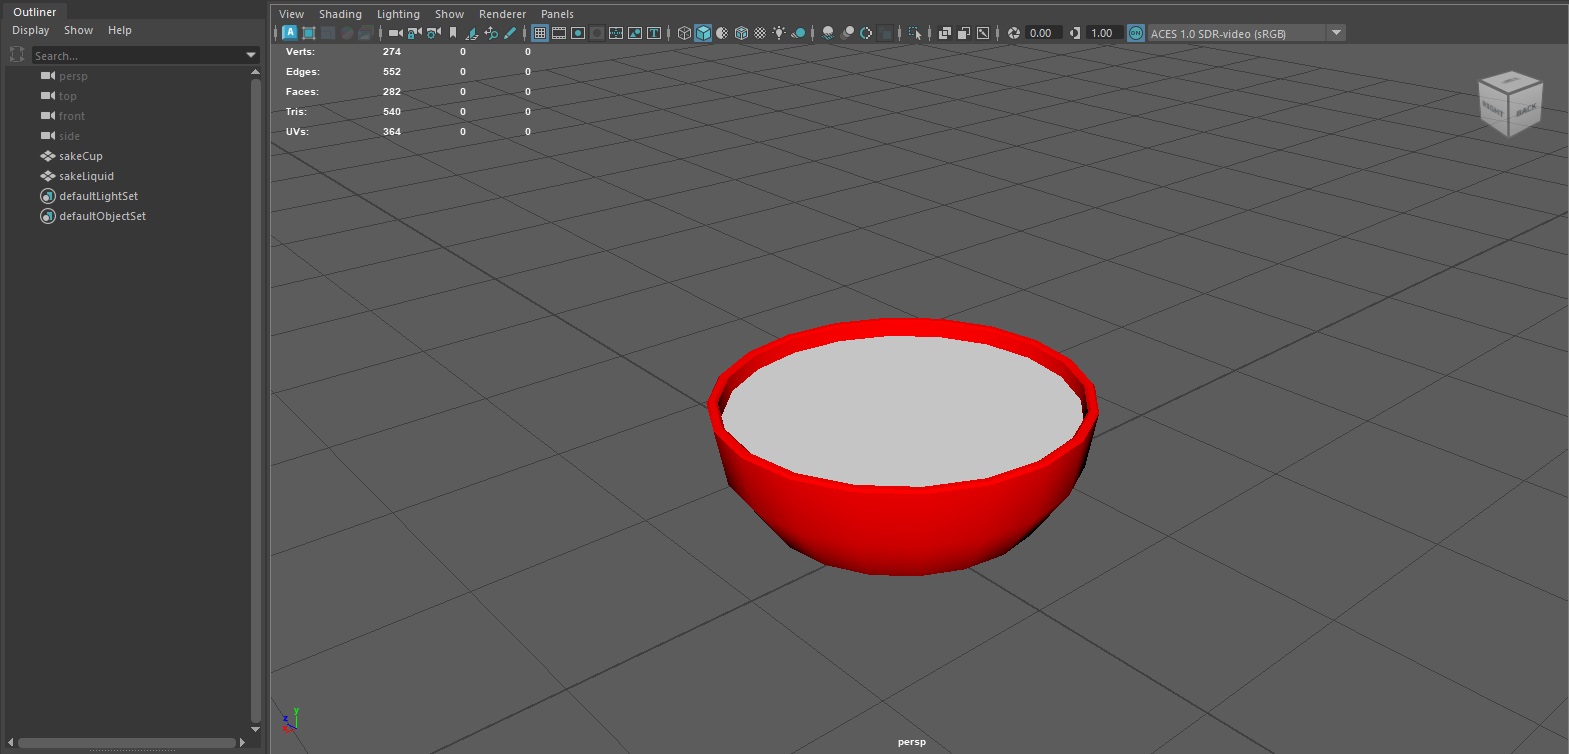 Outliner
Display Show Help
Search...
persp
top
front
side
sakeCup
sakeLiquid
defaultLightSet
defaultObjectSet
View Shading Lighting Show Renderer Panels
A T 0.00 1.00 ON ACES 1.0 SDR-video (sRGB)
Verts: 274 0 0
Edges: 552 0 0
Faces: 282 0 0
Tris: 540 0 0
UVs: 364 0 0
RIGHT BACK
y
z
x
persp